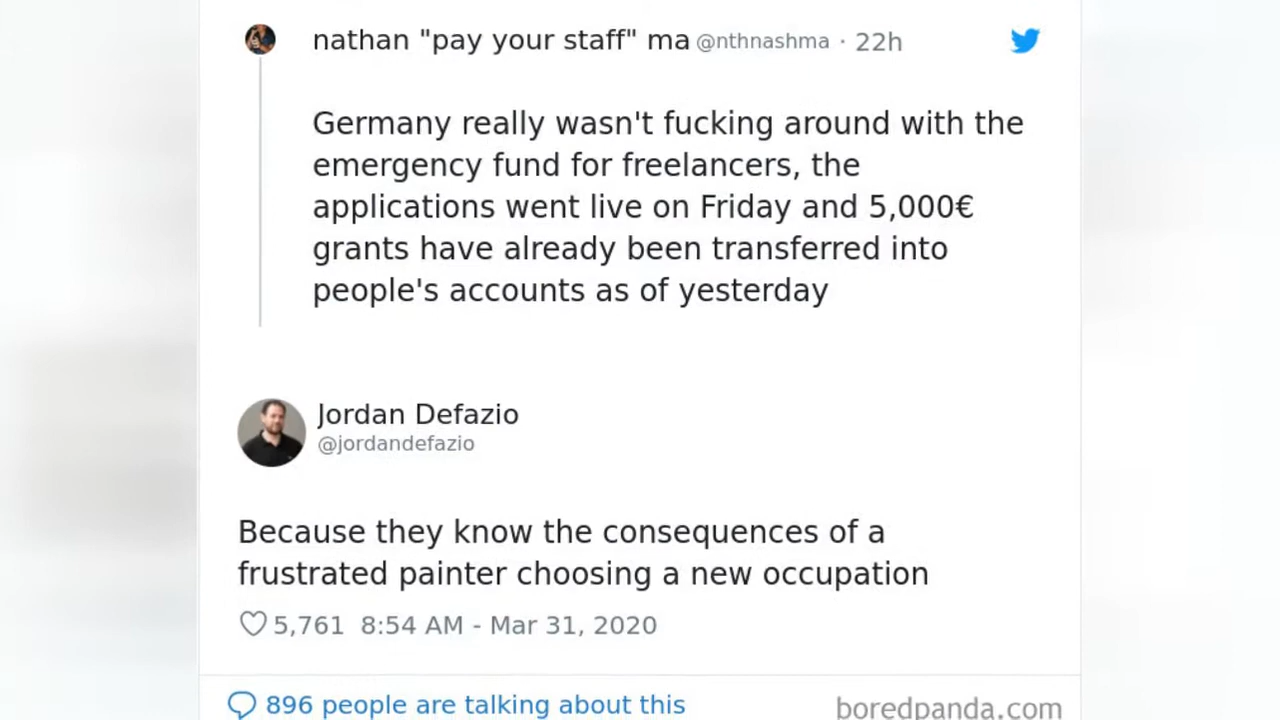 nathan "pay your staff" ma @nthnashma · 22h
Germany really wasn't fucking around with the
emergency fund for freelancers, the
applications went live on Friday and 5,000€
grants have already been transferred into
people's accounts as of yesterday
Jordan Defazio
@jordandefazio
Because they know the consequences of a
frustrated painter choosing a new occupation
5,761 8:54 AM - Mar 31, 2020
896 people are talking about this
boredpanda.com